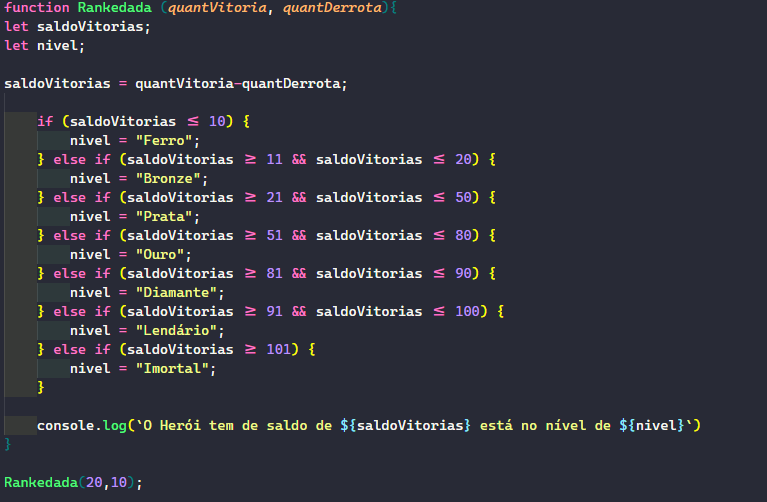 function Rankedada (quantVitoria, quantDerrota){
let saldoVitorias;
let nivel;

saldoVitorias = quantVitoria-quantDerrota;

    if (saldoVitorias ≤ 10) {
        nivel = "Ferro";
    } else if (saldoVitorias ≥ 11 && saldoVitorias ≤ 20) {
        nivel = "Bronze";
    } else if (saldoVitorias ≥ 21 && saldoVitorias ≤ 50) {
        nivel = "Prata";
    } else if (saldoVitorias ≥ 51 && saldoVitorias ≤ 80) {
        nivel = "Ouro";
    } else if (saldoVitorias ≥ 81 && saldoVitorias ≤ 90) {
        nivel = "Diamante";
    } else if (saldoVitorias ≥ 91 && saldoVitorias ≤ 100) {
        nivel = "Lendário";
    } else if (saldoVitorias ≥ 101) {
        nivel = "Imortal";
    }

    console.log(`O Herói tem de saldo de ${saldoVitorias} está no nível de ${nivel}`)
}

Rankedada(20,10);